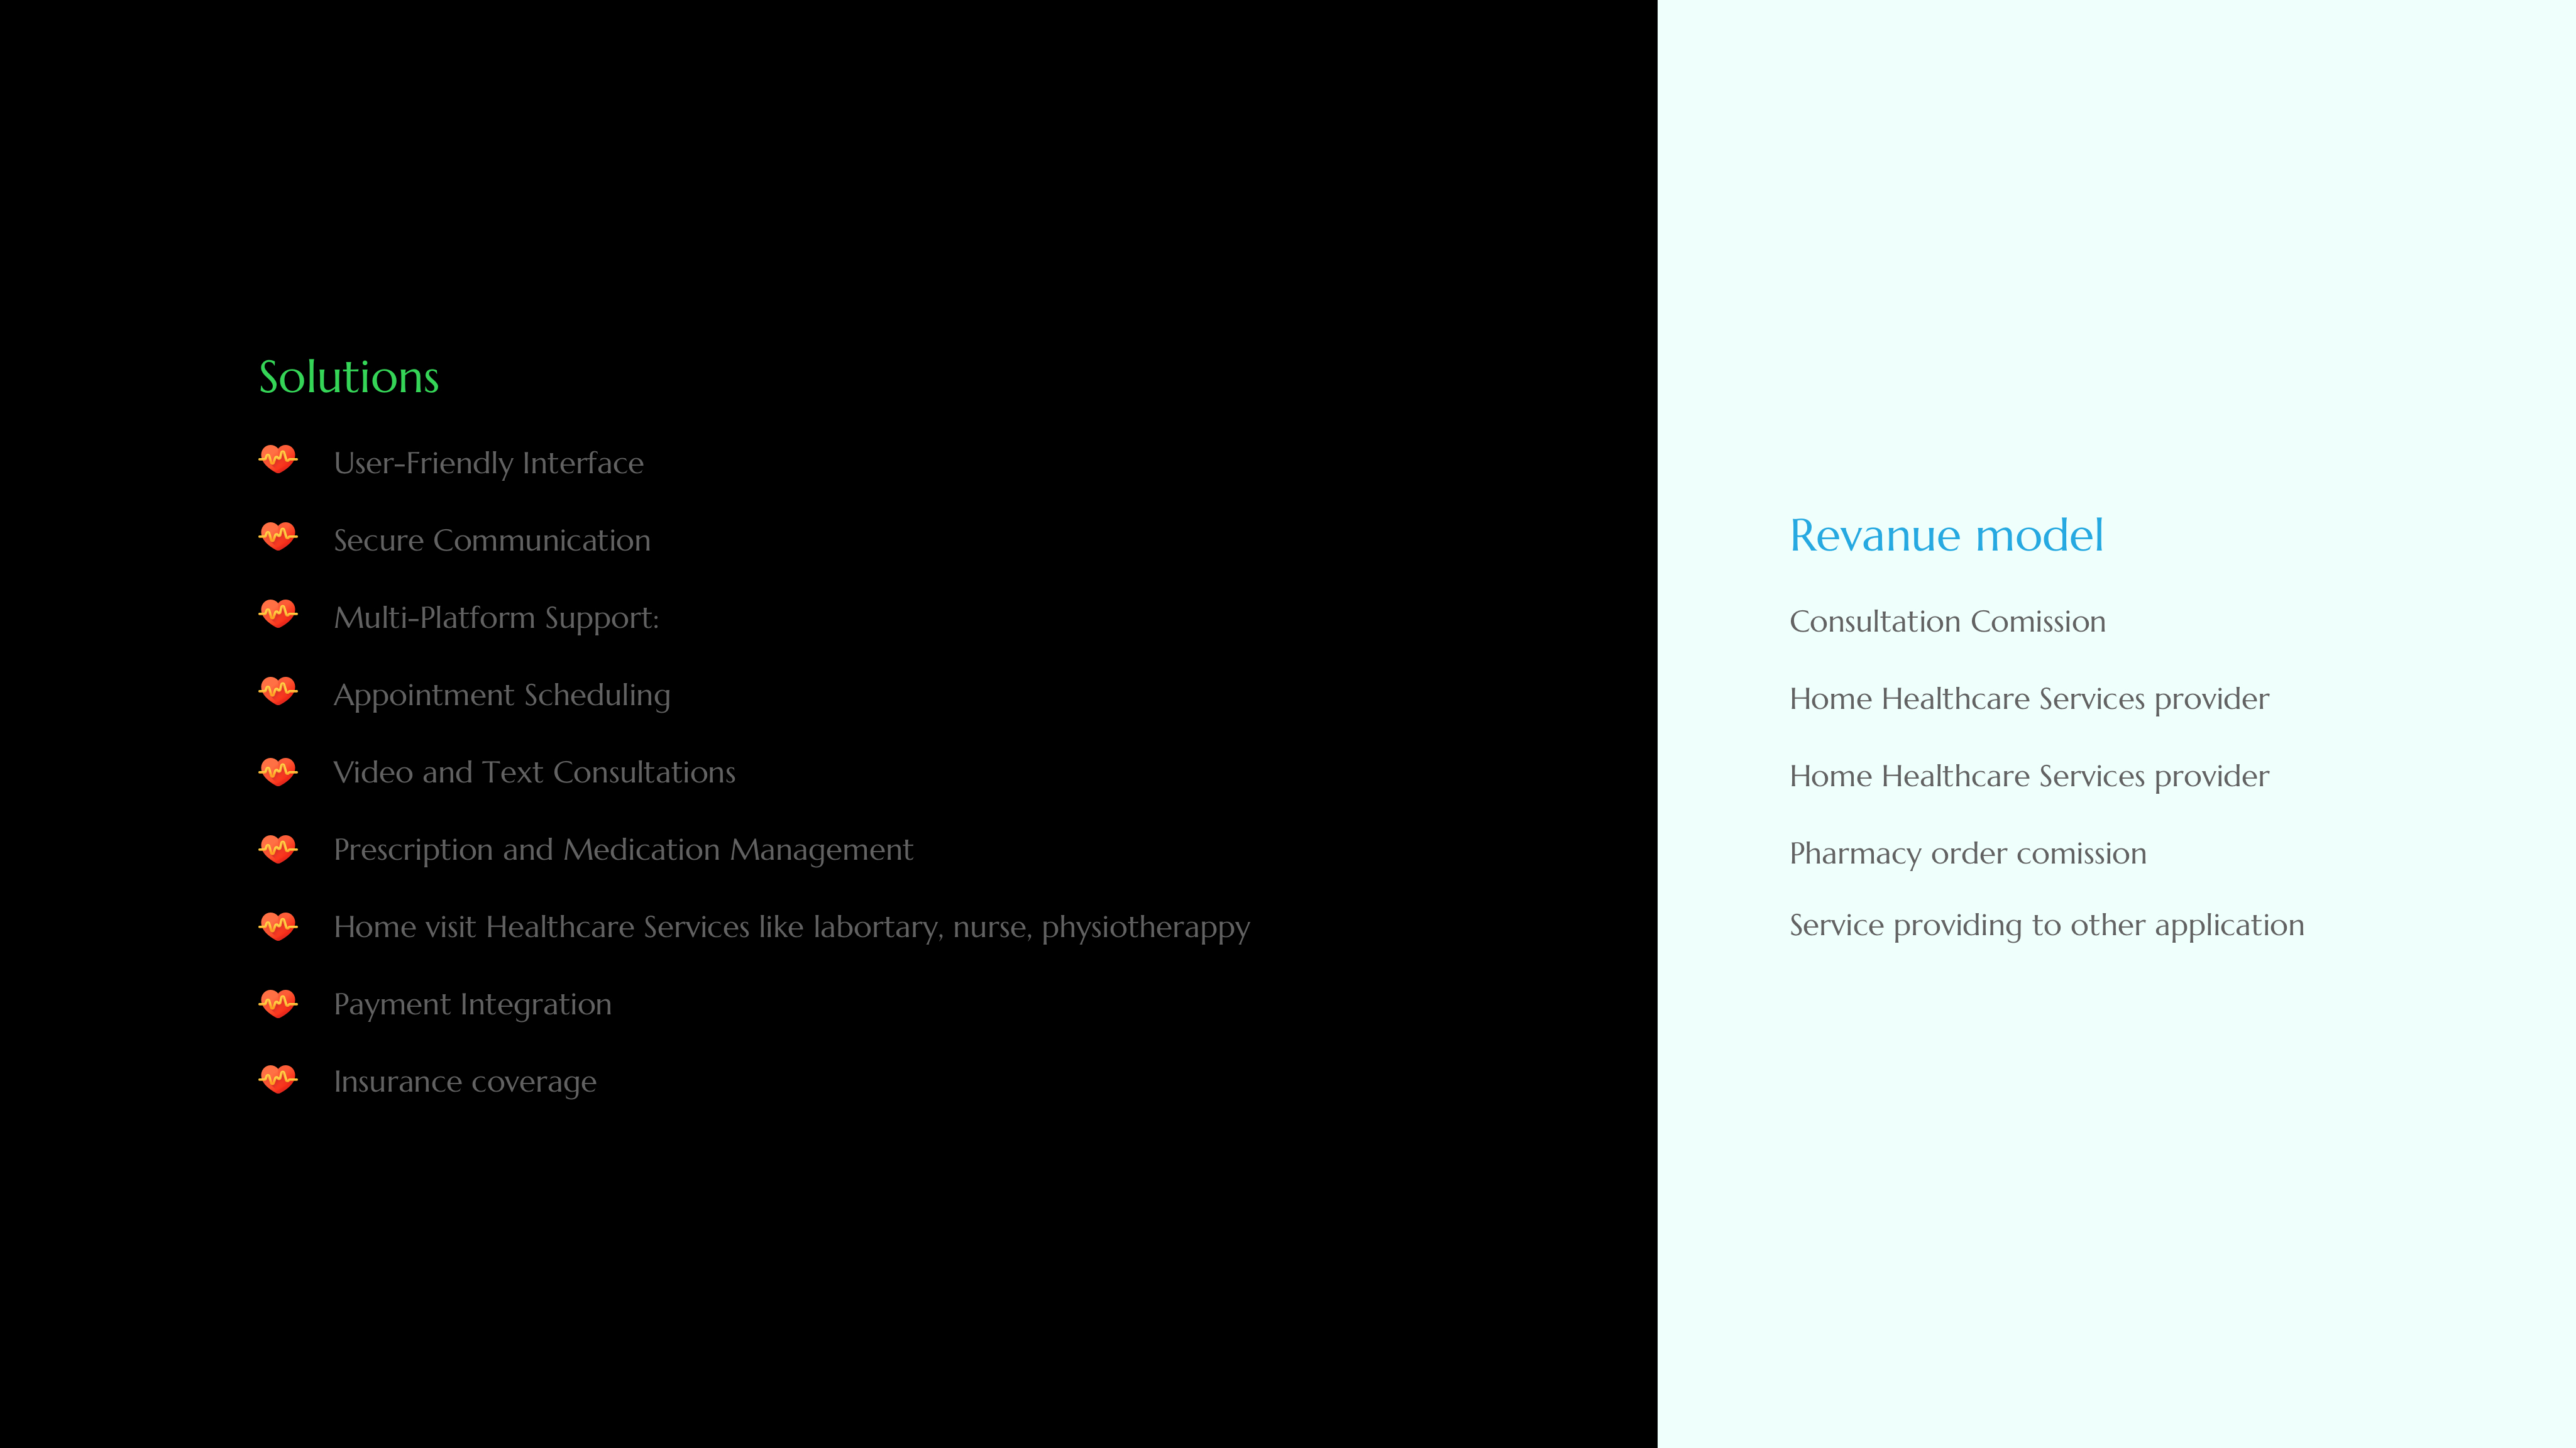 Solutions
User-Friendly Interface
Secure Communication
Multi-Platform Support:
Appointment Scheduling
Video and Text Consultations
Prescription and Medication Management
Home visit Healthcare Services like labortary, nurse, physiotherappy
Payment Integration
Insurance coverage
Revanue model
Consultation Comission
Home Healthcare Services provider
Home Healthcare Services provider
Pharmacy order comission
Service providing to other application